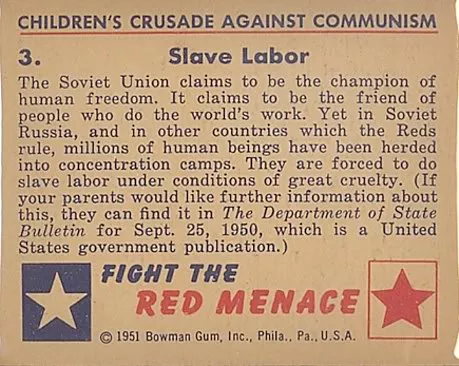 CHILDREN'S CRUSADE AGAINST COMMUNISM
3. Slave Labor
The Soviet Union claims to be the champion of
human freedom. It claims to be the friend of
people who do the world's work. Yet in Soviet
Russia, and in other countries which the Reds
rule, millions of human beings have been herded
into concentration camps. They are forced to do
slave labor under conditions of great cruelty. (If
your parents would like further information about
this, they can find it in The Department of State
Bulletin for Sept. 25, 1950, which is a United
States government publication.)
FIGHT THE
RED MENACE
© 1951 Bowman Gum, Inc., Phila., Pa., U.S.A.